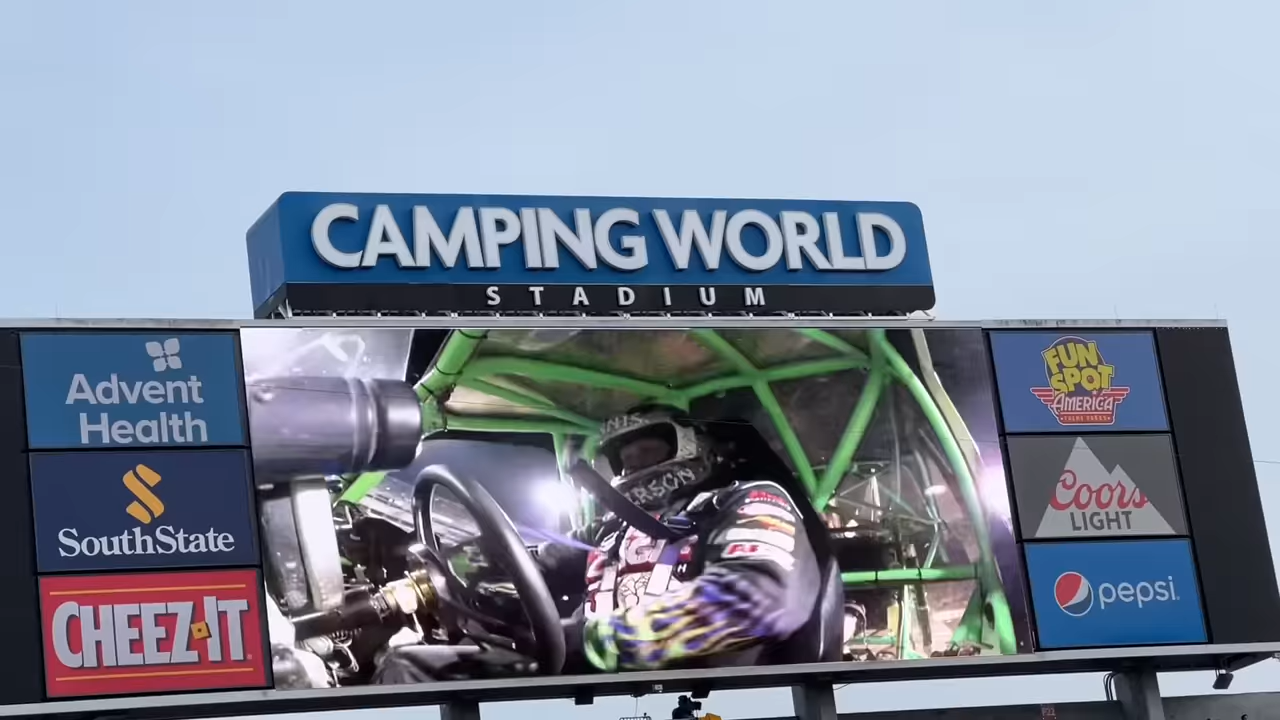 CAMPING WORLD
STADIUM
Advent
Health
SouthState
CHEEZ-IT
FUN
SPOT
AMERICA
Coors
LIGHT
pepsi